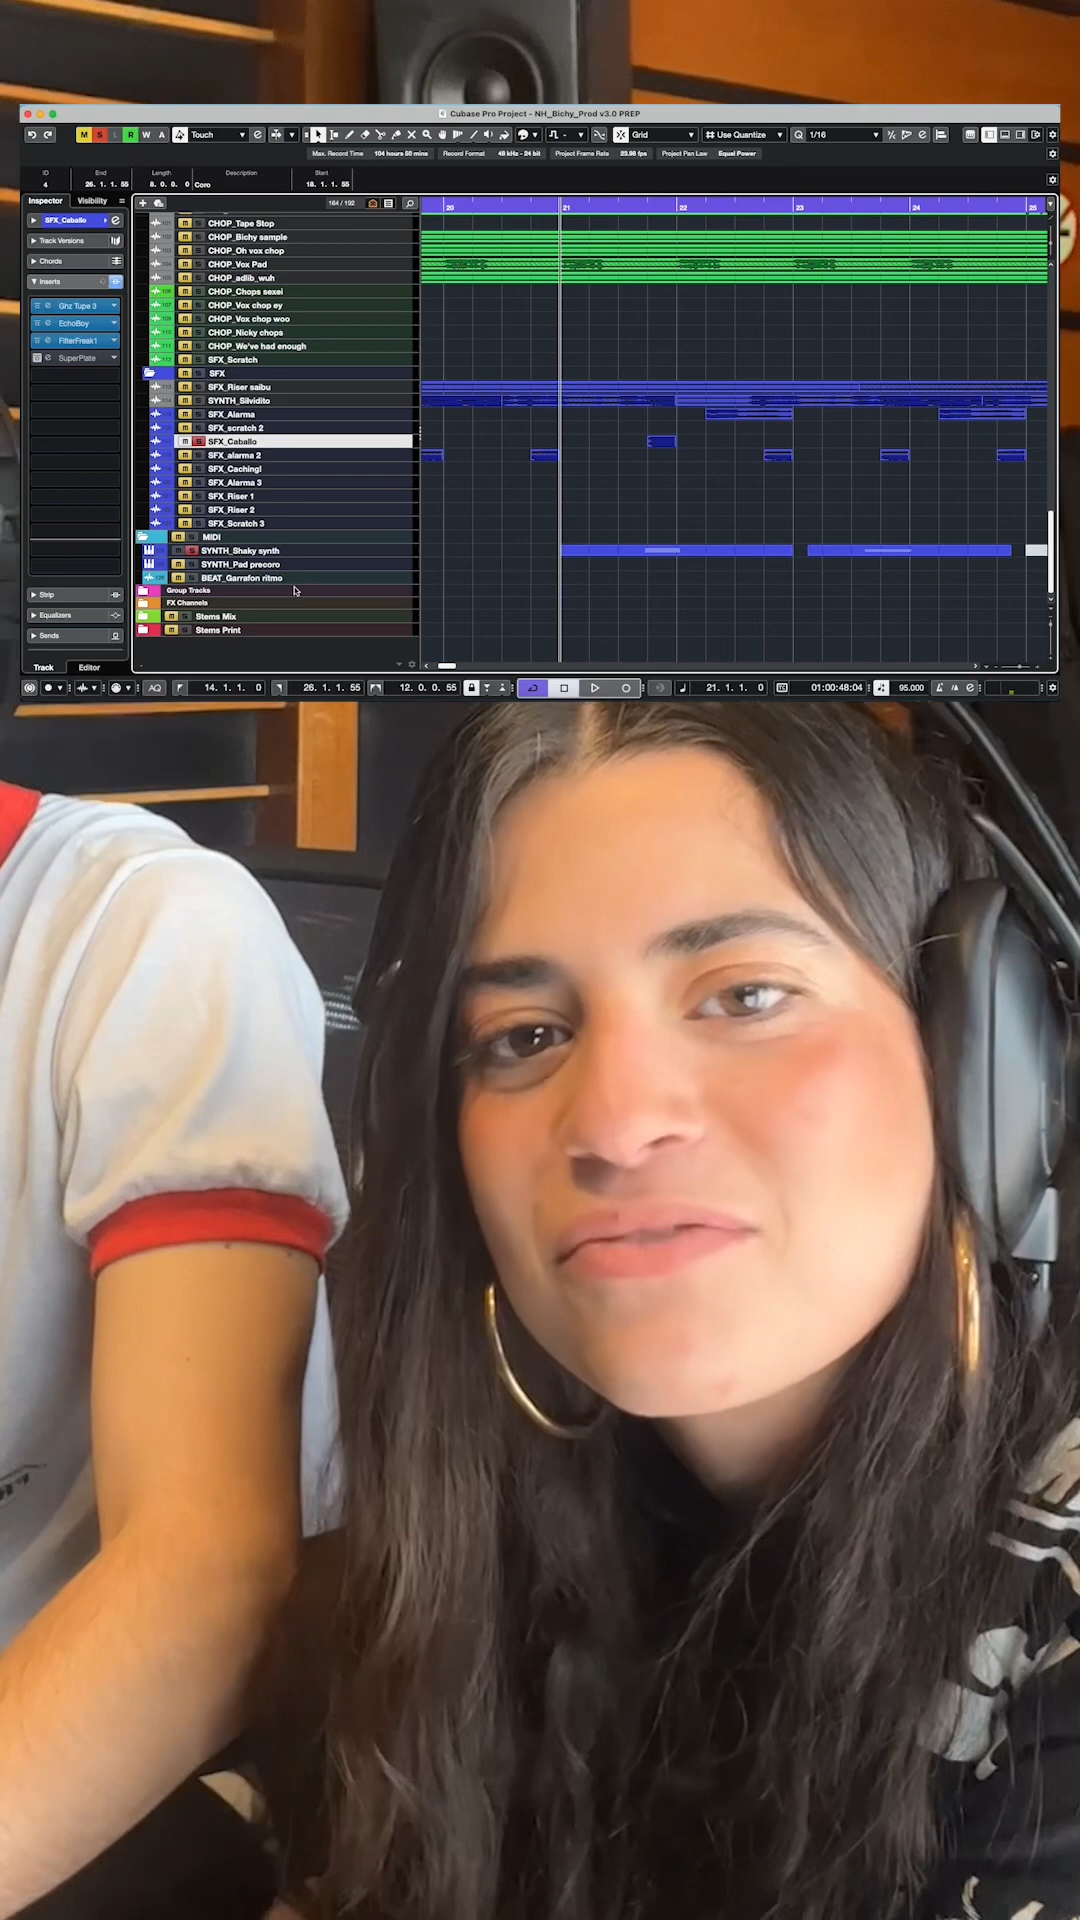 Cubase Pro Project - NH_Bichy_Prod v3.0 PREP
M S L R W A Touch Grid Use Quantize Q 1/16
Max. Record Time 104 hours 50 mins Record Format 48 kHz - 24 bit Project Frame Rate 23.98 fps Project Pan Law Equal Power
ID End Length Description Start
4 26. 1. 1. 55 8. 0. 0. 0 Coro 18. 1. 1. 55
Inspector Visibility
164 / 192
20 21 22 23 24 25
SFX_Caballo
Track Versions
Chords
Inserts
Ghz Tupe 3
EchoBoy
FilterFreak1
SuperPlate
Strip
Equalizers
Sends
Track Editor
CHOP_Tape Stop
CHOP_Bichy sample
CHOP_Oh vox chop
CHOP_Vox Pad
CHOP_adlib_wuh
CHOP_Chops sexei
CHOP_Vox chop ey
CHOP_Vox chop woo
CHOP_Nicky chops
CHOP_We've had enough
SFX_Scratch
SFX
SFX_Riser saibu
SYNTH_Silvidito
SFX_Alarma
SFX_scratch 2
m S SFX_Caballo
SFX_alarma 2
SFX_Caching!
SFX_Alarma 3
SFX_Riser 1
SFX_Riser 2
SFX_Scratch 3
MIDI
SYNTH_Shaky synth
SYNTH_Pad precoro
BEAT_Garrafon ritmo
Group Tracks
FX Channels
Stems Mix
Stems Print
AQ 14. 1. 1. 0 26. 1. 1. 55 12. 0. 0. 55 21. 1. 1. 0 01:00:48:04 95.000